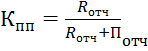 Кпп = Rотч / Rотч+Потч